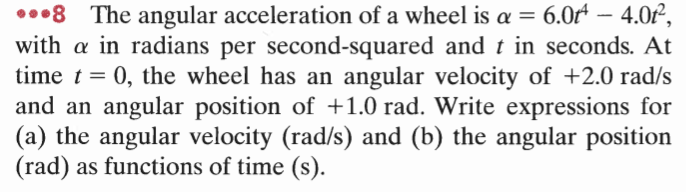 •••8 The angular acceleration of a wheel is α = 6.0t⁴ − 4.0t²,
with α in radians per second-squared and t in seconds. At
time t = 0, the wheel has an angular velocity of +2.0 rad/s
and an angular position of +1.0 rad. Write expressions for
(a) the angular velocity (rad/s) and (b) the angular position
(rad) as functions of time (s).